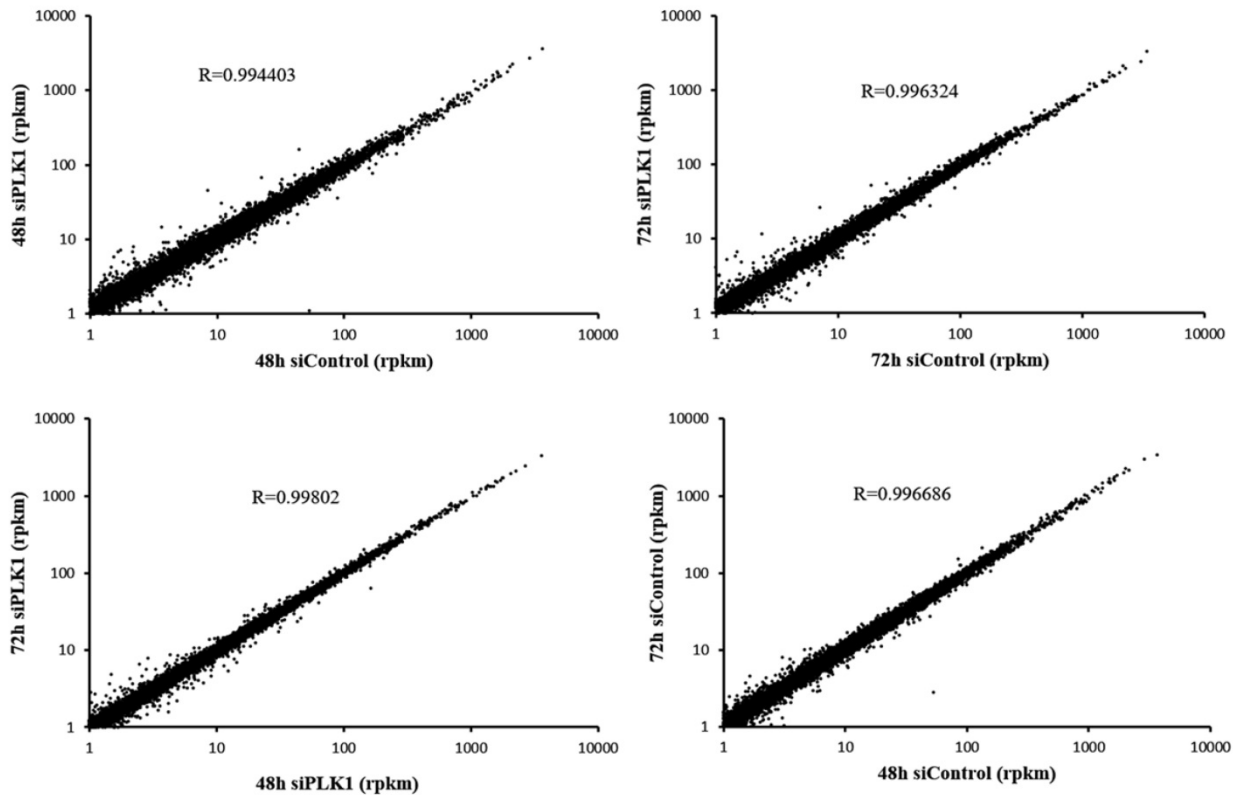 10000
1000
100
10
1
48h siPLK1 (rpkm)
R=0.994403
1 10 100 1000 10000
48h siControl (rpkm)
10000
1000
100
10
1
72h siPLK1 (rpkm)
R=0.996324
1 10 100 1000 10000
72h siControl (rpkm)
10000
1000
100
10
1
72h siPLK1 (rpkm)
R=0.99802
1 10 100 1000 10000
48h siPLK1 (rpkm)
10000
1000
100
10
1
72h siControl (rpkm)
R=0.996686
1 10 100 1000 10000
48h siControl (rpkm)